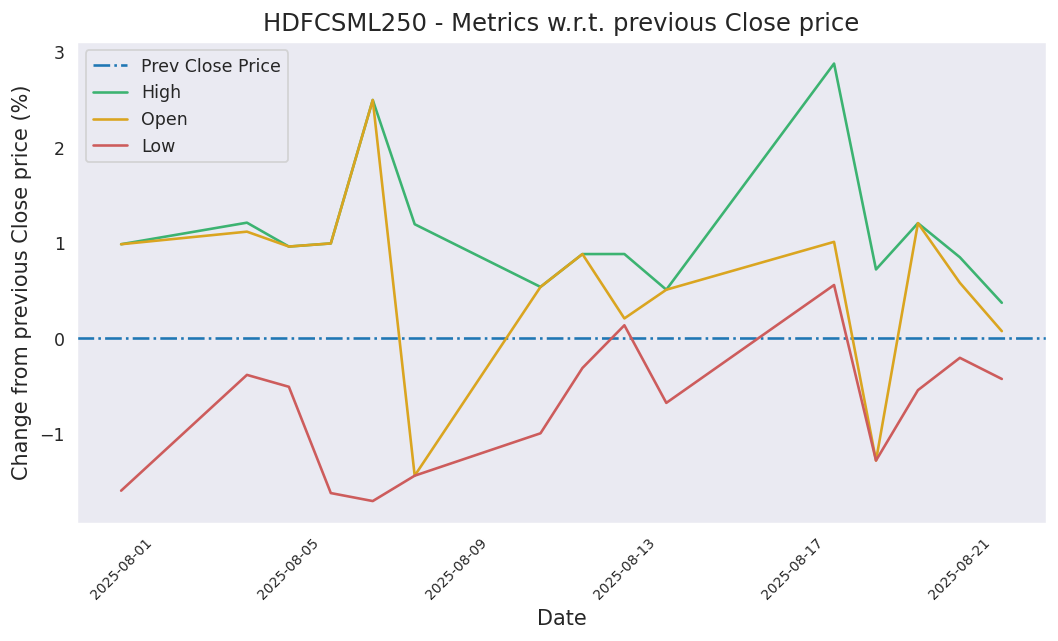 HDFCSML250 - Metrics w.r.t. previous Close price
Prev Close Price
High
Open
Low
Change from previous Close price (%)
3
2
1
0
−1
2025-08-01
2025-08-05
2025-08-09
2025-08-13
2025-08-17
2025-08-21
Date